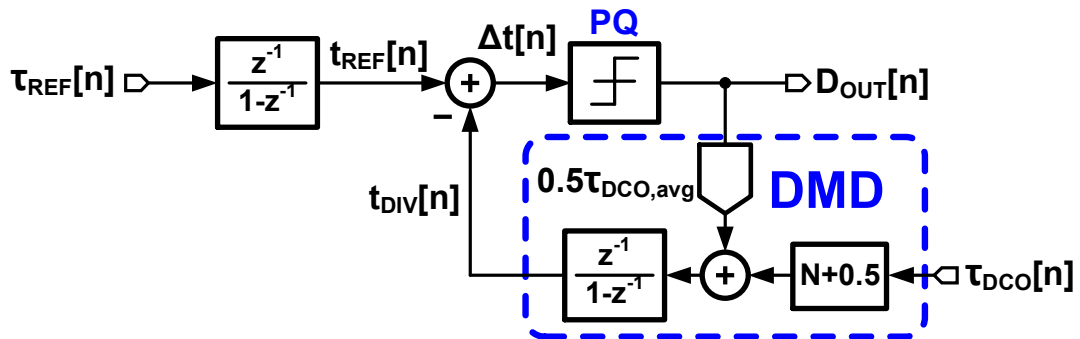 PQ
τREF[n]
z-1
1-z-1
tREF[n]
+
−
Δt[n]
DOUT[n]
0.5τDCO,avg
DMD
tDIV[n]
z-1
1-z-1
+
N+0.5
τDCO[n]